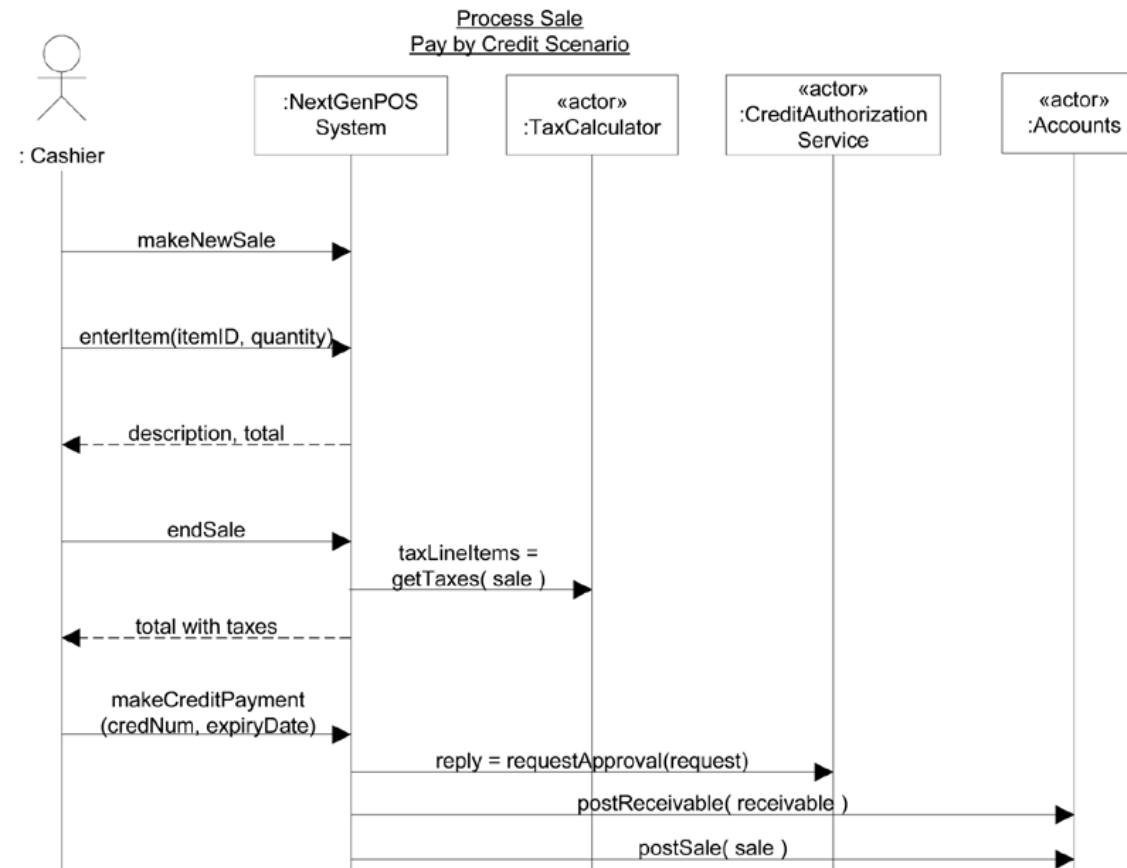 Process Sale
Pay by Credit Scenario
: Cashier
:NextGenPOS
System
«actor»
:TaxCalculator
«actor»
:CreditAuthorization
Service
«actor»
:Accounts
makeNewSale
enterItem(itemID, quantity)
description, total
endSale
taxLineItems =
getTaxes( sale )
total with taxes
makeCreditPayment
(credNum, expiryDate)
reply = requestApproval(request)
postReceivable( receivable )
postSale( sale )